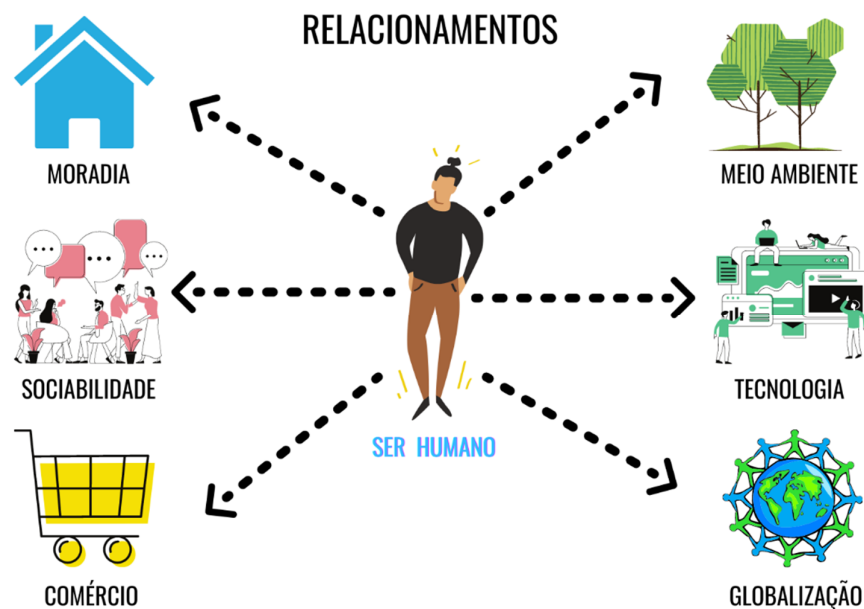 RELACIONAMENTOS
MORADIA
MEIO AMBIENTE
SOCIABILIDADE
TECNOLOGIA
SER HUMANO
COMÉRCIO
GLOBALIZAÇÃO